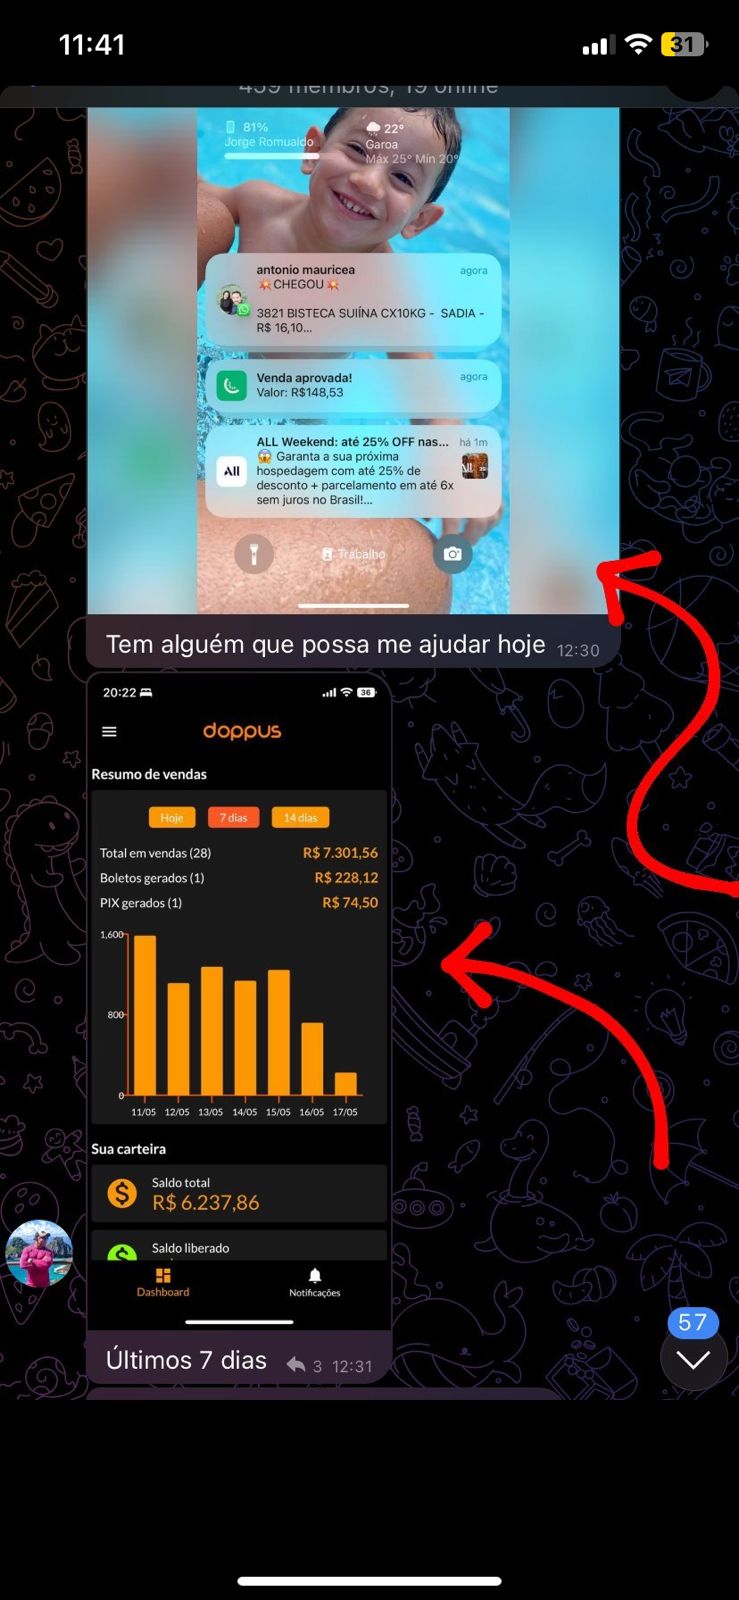 11:41
31
459 membros, 19 online
81%
Jorge Romualdo
22°
Garoa
Máx 25° Mín 20°
antonio mauricea
agora
💥CHEGOU💥
3821 BISTECA SUIÍNA CX10KG - SADIA -
R$ 16,10...
Venda aprovada!
agora
Valor: R$148,53
ALL Weekend: até 25% OFF nas...
há 1m
😱 Garanta a sua próxima
hospedagem com até 25% de
desconto + parcelamento em até 6x
sem juros no Brasil!...
All
Trabalho
Tem alguém que possa me ajudar hoje
12:30
20:22
36
doppus
Resumo de vendas
Hoje
7 dias
14 dias
Total em vendas (28)
R$ 7.301,56
Boletos gerados (1)
R$ 228,12
PIX gerados (1)
R$ 74,50
1,600
800
0
11/05 12/05 13/05 14/05 15/05 16/05 17/05
Sua carteira
Saldo total
R$ 6.237,86
Saldo liberado
Dashboard
Notificações
57
Últimos 7 dias
3 12:31